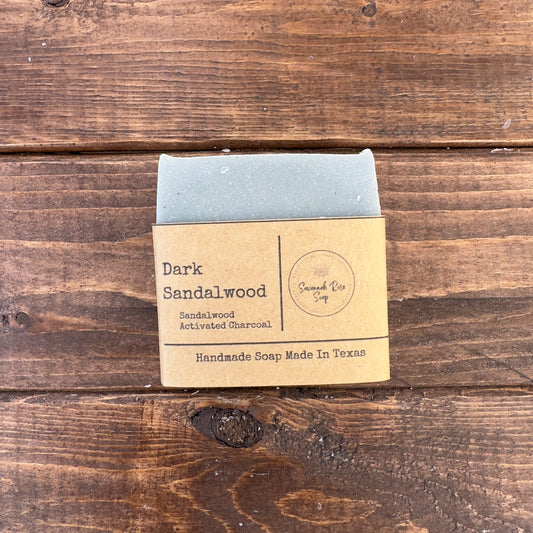 Dark
Sandalwood
Sandalwood
Activated Charcoal
Savannah Rose
Soap
Handmade Soap Made In Texas